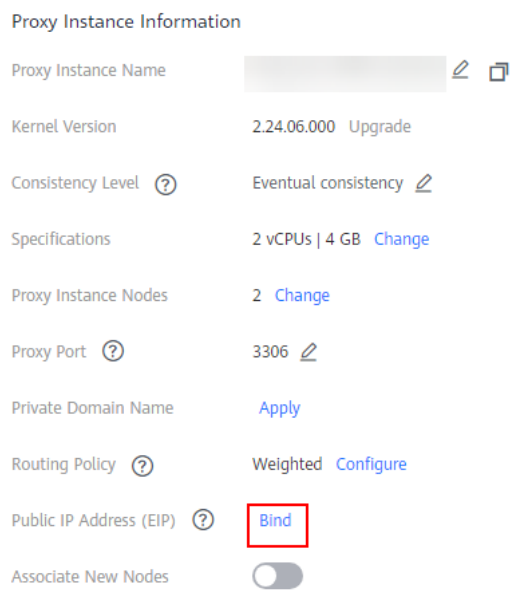 Proxy Instance Information
Proxy Instance Name
Kernel Version 2.24.06.000 Upgrade
Consistency Level ? Eventual consistency
Specifications 2 vCPUs | 4 GB Change
Proxy Instance Nodes 2 Change
Proxy Port ? 3306
Private Domain Name Apply
Routing Policy ? Weighted Configure
Public IP Address (EIP) ? Bind
Associate New Nodes